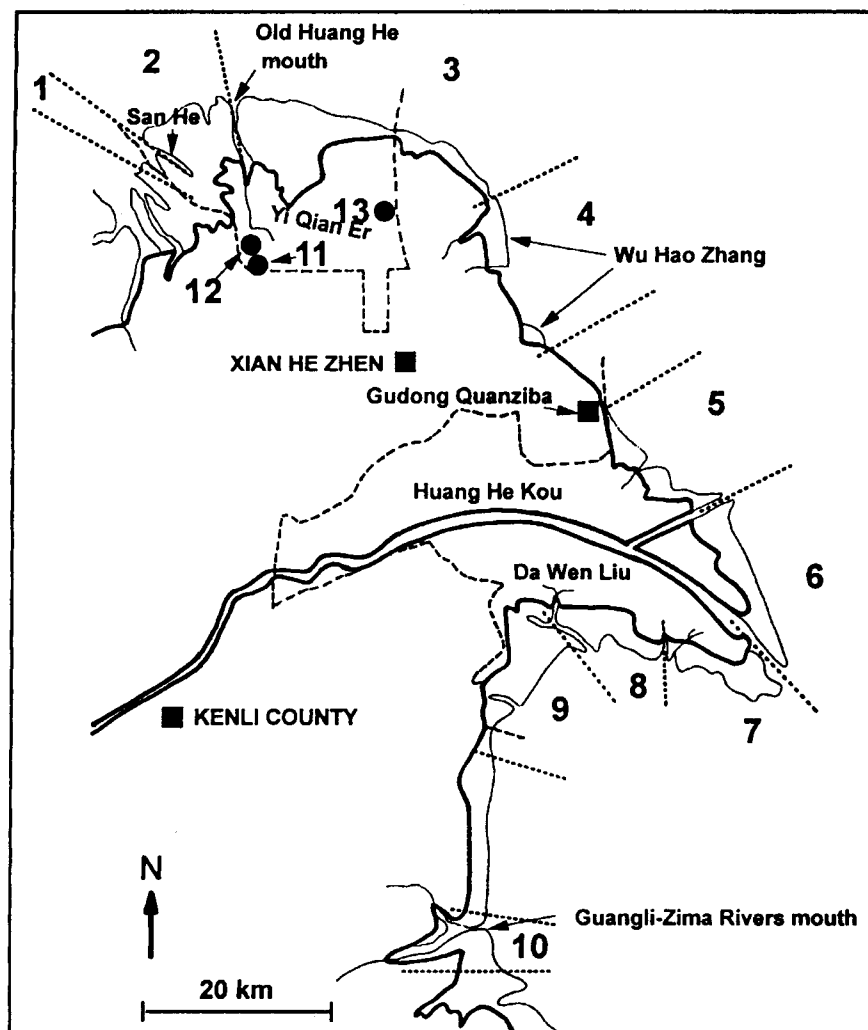 Old Huang He
mouth
2
3
1
San He
13
4
Yi Qian Er
Wu Hao Zhang
12
11
XIAN HE ZHEN
Gudong Quanziba
5
Huang He Kou
Da Wen Liu
6
8
9
7
KENLI COUNTY
N
Guangli-Zima Rivers mouth
10
20 km